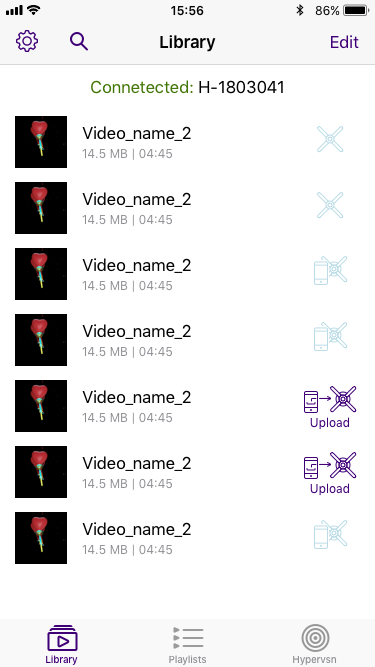 15:56
86%
Library
Edit
Connetected: H-1803041
Video_name_2
14.5 MB | 04:45
Video_name_2
14.5 MB | 04:45
Video_name_2
14.5 MB | 04:45
Video_name_2
14.5 MB | 04:45
Video_name_2
14.5 MB | 04:45
Upload
Video_name_2
14.5 MB | 04:45
Upload
Video_name_2
14.5 MB | 04:45
Library
Playlists
Hypervsn